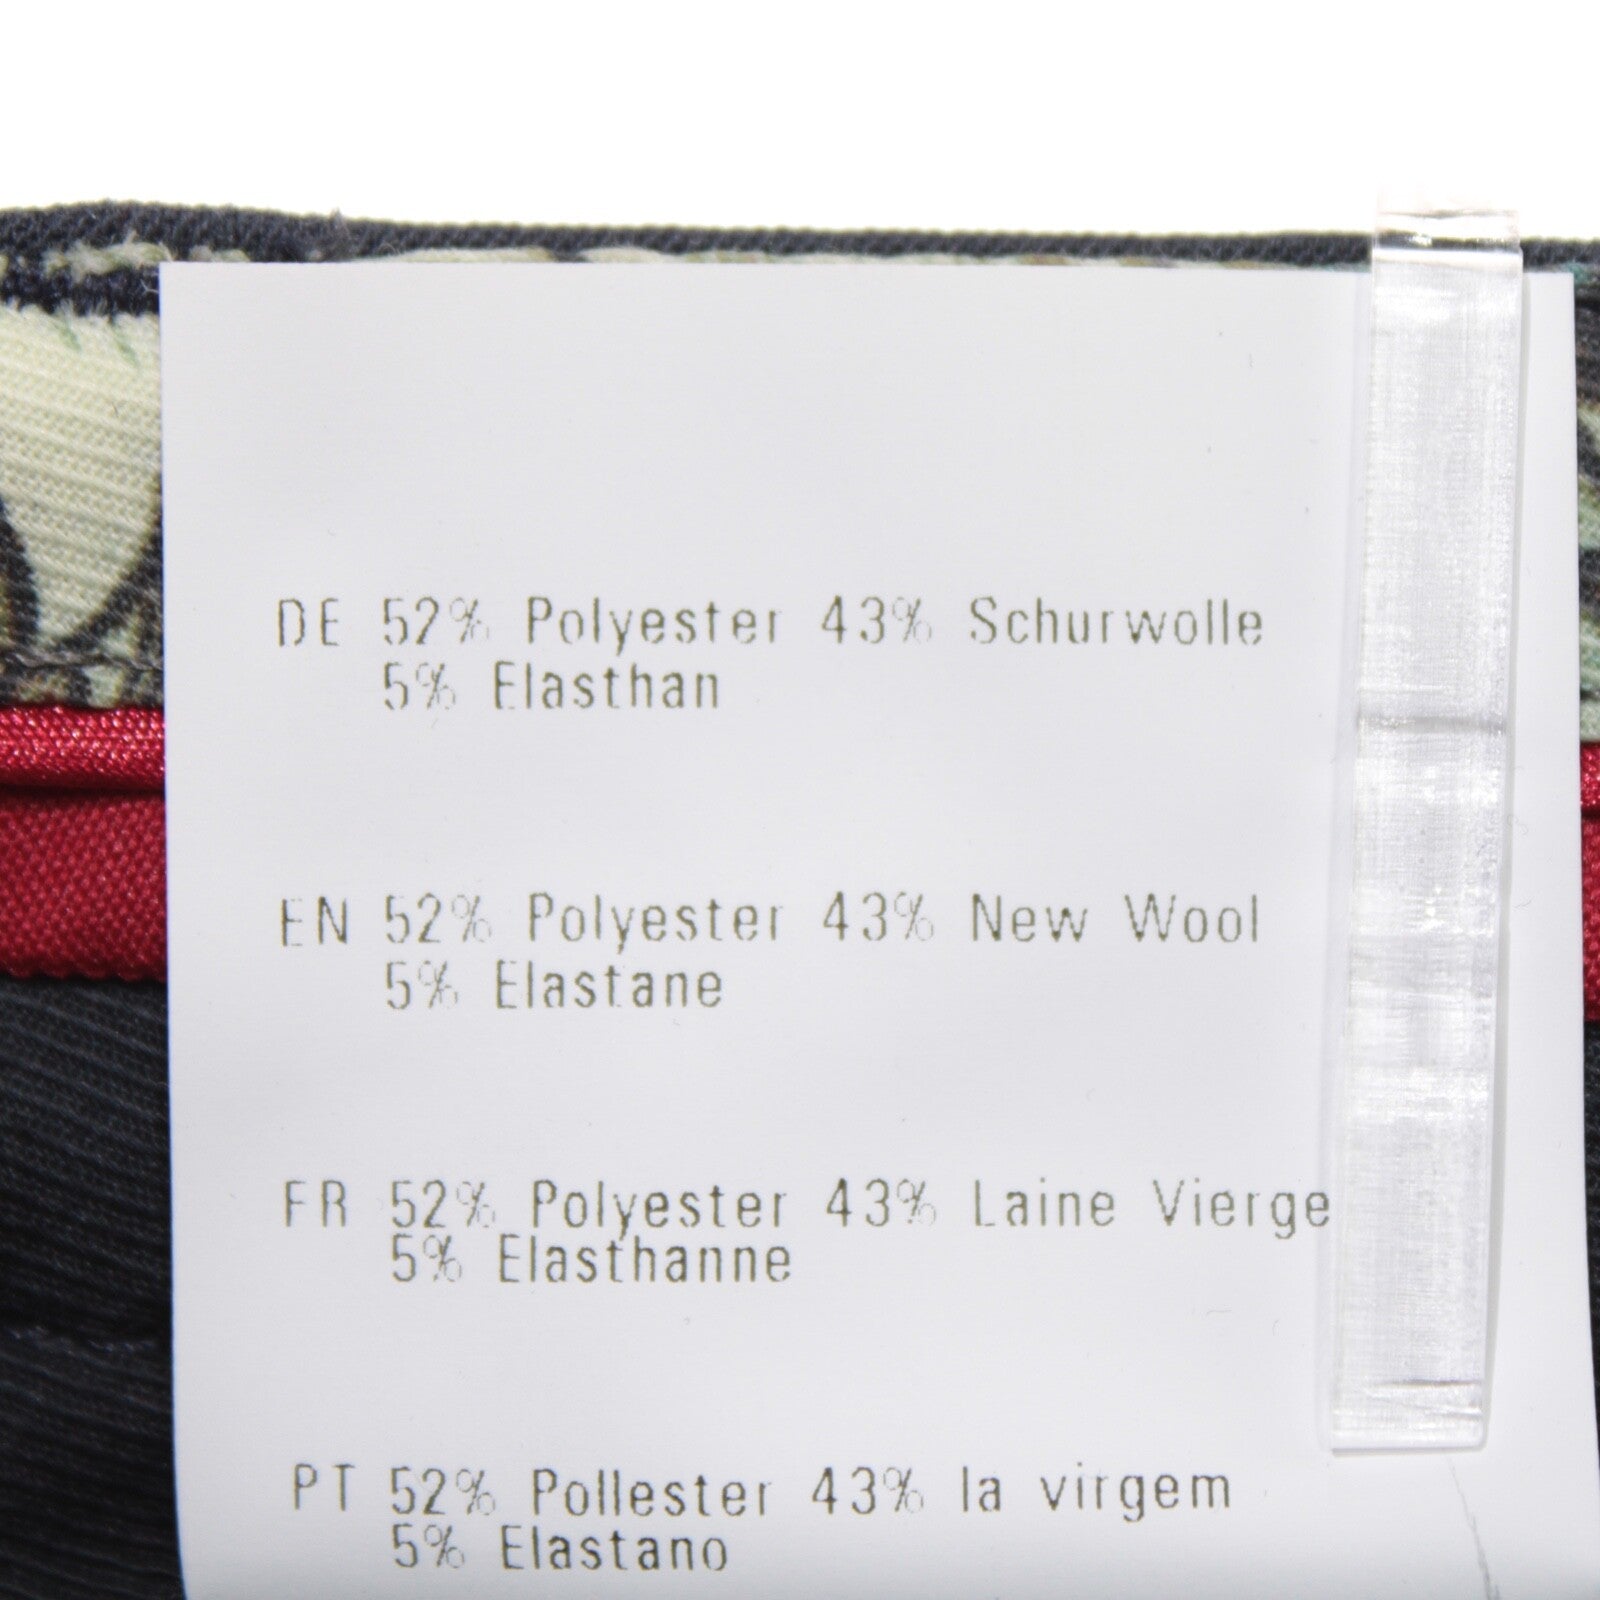 DE 52% Polyester 43% Schurwolle
5% Elasthan
EN 52% Polyester 43% New Wool
5% Elastane
FR 52% Polyester 43% Laine Vierge
5% Elasthanne
PT 52% Pollester 43% la virgem
5% Elastano